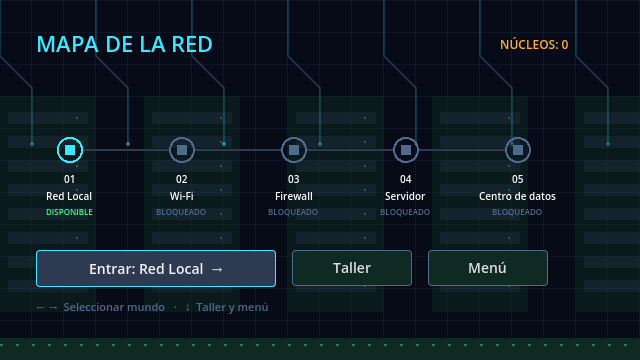 MAPA DE LA RED
NÚCLEOS: 0
01 02 03 04 05
Red Local Wi-Fi Firewall Servidor Centro de datos
DISPONIBLE BLOQUEADO BLOQUEADO BLOQUEADO BLOQUEADO
Entrar: Red Local → Taller Menú
← → Seleccionar mundo · ↓ Taller y menú